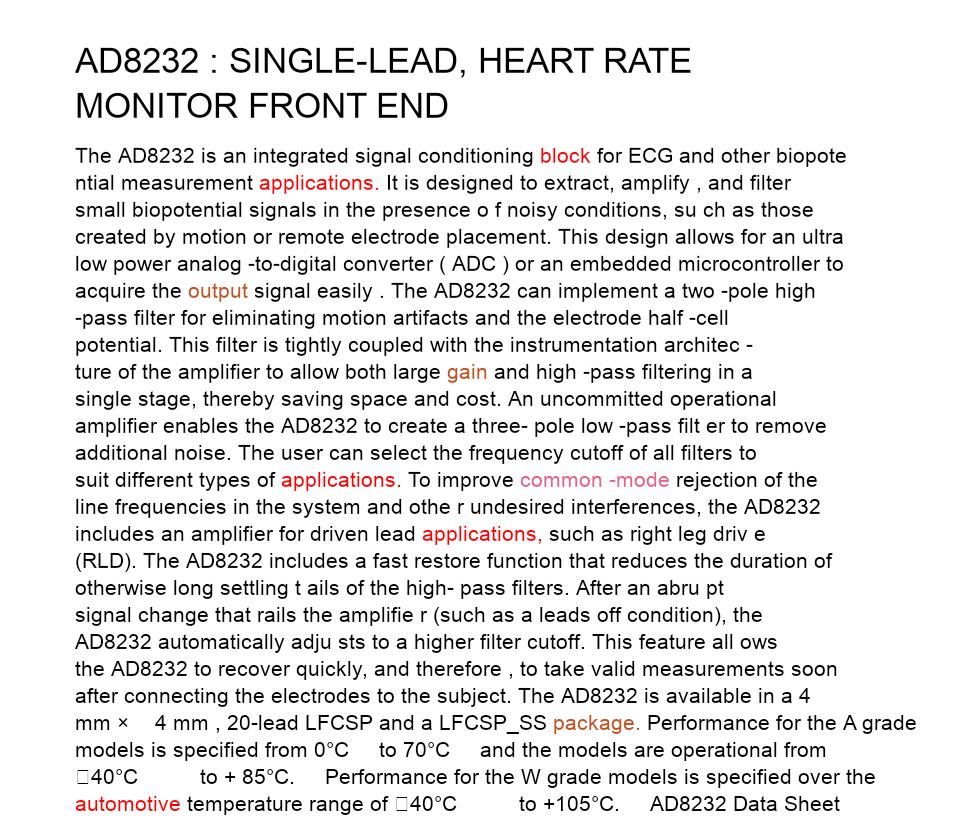 AD8232 : SINGLE-LEAD, HEART RATE
MONITOR FRONT END
The AD8232 is an integrated signal conditioning block for ECG and other biopote
ntial measurement applications. It is designed to extract, amplify , and filter
small biopotential signals in the presence o f noisy conditions, su ch as those
created by motion or remote electrode placement. This design allows for an ultra
low power analog -to-digital converter ( ADC ) or an embedded microcontroller to
acquire the output signal easily . The AD8232 can implement a two -pole high
-pass filter for eliminating motion artifacts and the electrode half -cell
potential. This filter is tightly coupled with the instrumentation architec -
ture of the amplifier to allow both large gain and high -pass filtering in a
single stage, thereby saving space and cost. An uncommitted operational
amplifier enables the AD8232 to create a three- pole low -pass filt er to remove
additional noise. The user can select the frequency cutoff of all filters to
suit different types of applications. To improve common -mode rejection of the
line frequencies in the system and othe r undesired interferences, the AD8232
includes an amplifier for driven lead applications, such as right leg driv e
(RLD). The AD8232 includes a fast restore function that reduces the duration of
otherwise long settling t ails of the high- pass filters. After an abru pt
signal change that rails the amplifie r (such as a leads off condition), the
AD8232 automatically adju sts to a higher filter cutoff. This feature all ows
the AD8232 to recover quickly, and therefore , to take valid measurements soon
after connecting the electrodes to the subject. The AD8232 is available in a 4
mm × 4 mm , 20-lead LFCSP and a LFCSP_SS package. Performance for the A grade
models is specified from 0°C to 70°C and the models are operational from
□40°C to + 85°C. Performance for the W grade models is specified over the
automotive temperature range of □40°C to +105°C. AD8232 Data Sheet